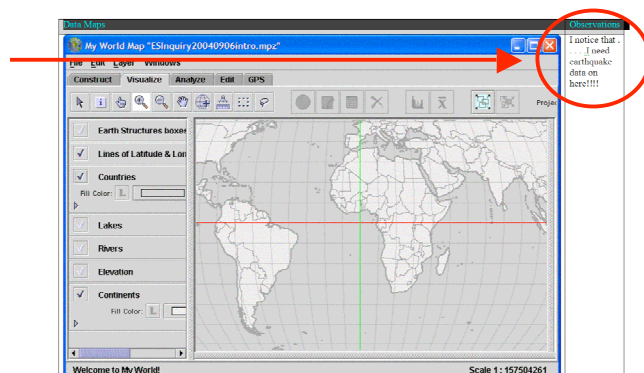 Data Maps
Observations
My World Map "ESInquiry20040906intro.mpz"
File Edit Layer Windows
Construct Visualize Analyze Edit GPS
Projec
Earth Structures boxes
Lines of Latitude & Lon
Countries
Fill Color: L
Lakes
Rivers
Elevation
Continents
Fill Color: L
Welcome to My World!
Scale 1 : 157504261
I notice that .
. . . .I need
earthquake
data on
here!!!!